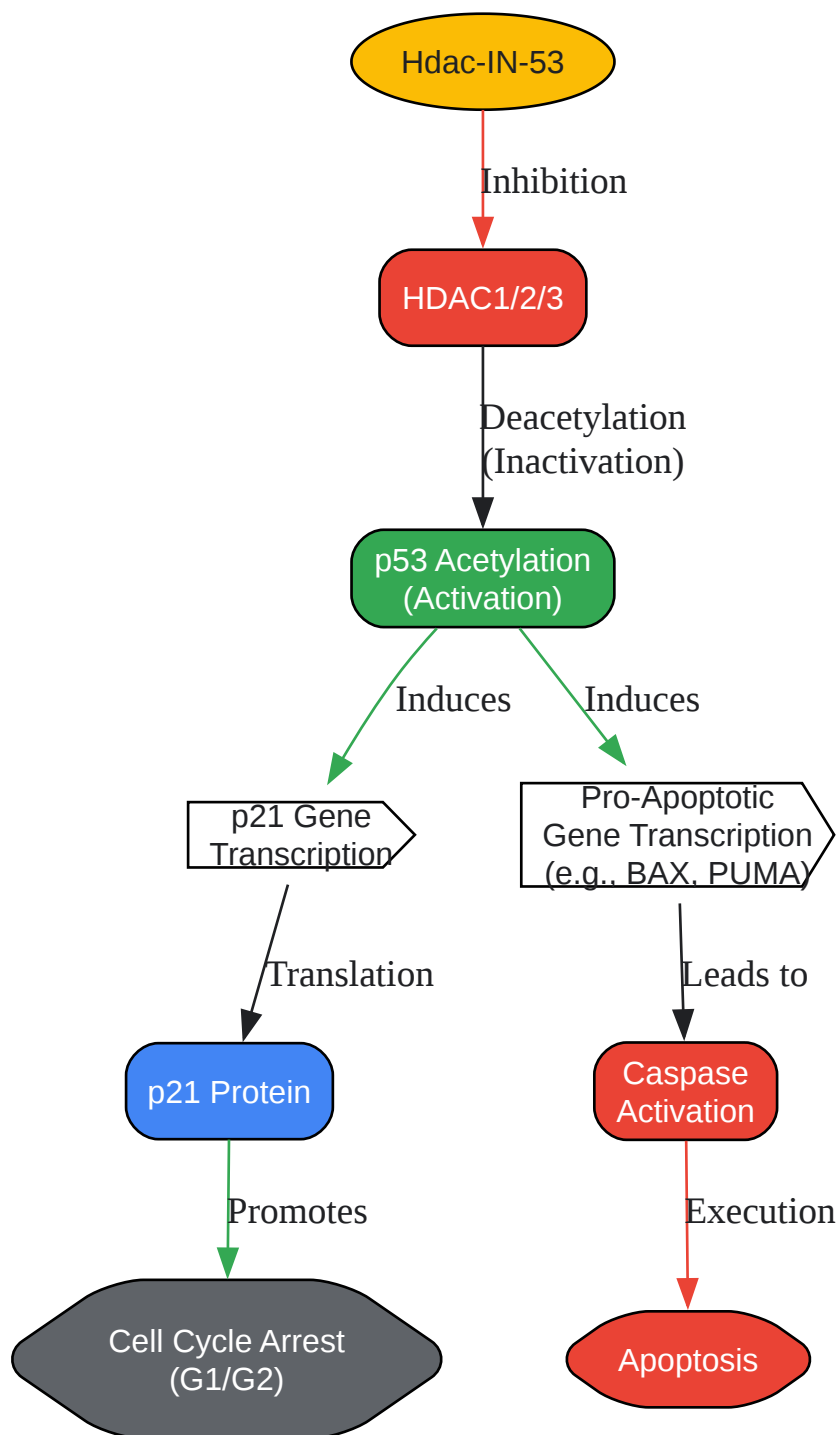 Hdac-IN-53
Inhibition
HDAC1/2/3
Deacetylation
(Inactivation)
p53 Acetylation
(Activation)
Induces
Induces
p21 Gene
Transcription
Pro-Apoptotic
Gene Transcription
(e.g., BAX, PUMA)
Translation
Leads to
p21 Protein
Caspase
Activation
Promotes
Execution
Cell Cycle Arrest
(G1/G2)
Apoptosis